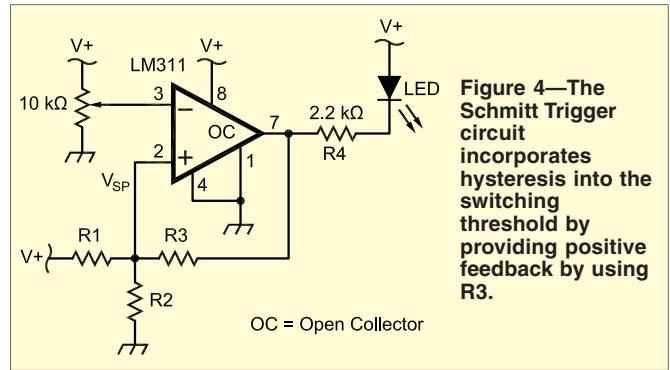 V+
V+
V+
LM311
10 kΩ
3
8
LED
2.2 kΩ
7
−
OC
+
2
1
4
R4
VSP
R1
R3
V+
R2
OC = Open Collector
Figure 4—The
Schmitt Trigger
circuit
incorporates
hysteresis into the
switching
threshold by
providing positive
feedback by using
R3.